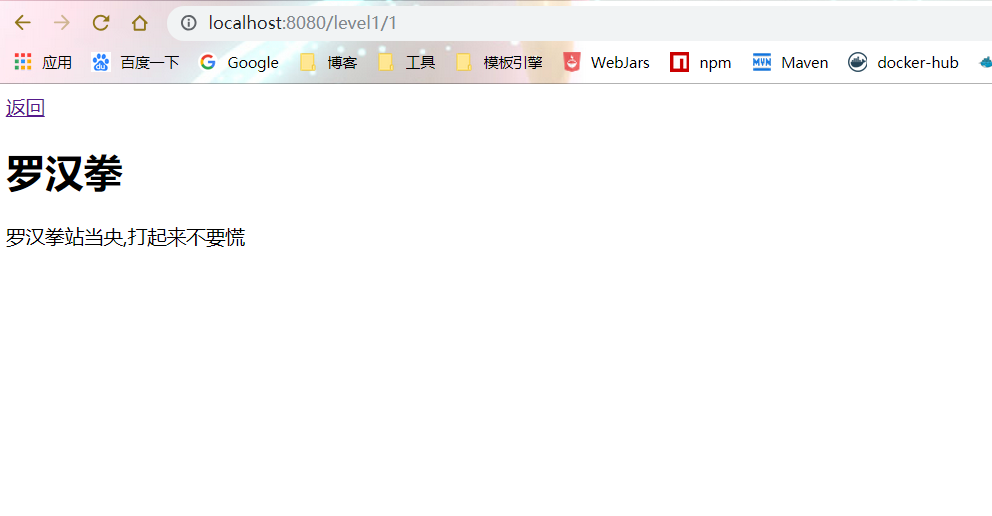 localhost:8080/level1/1
应用 百度一下 Google 博客 工具 模板引擎 WebJars npm Maven docker-hub
返回
罗汉拳
罗汉拳站当央,打起来不要慌